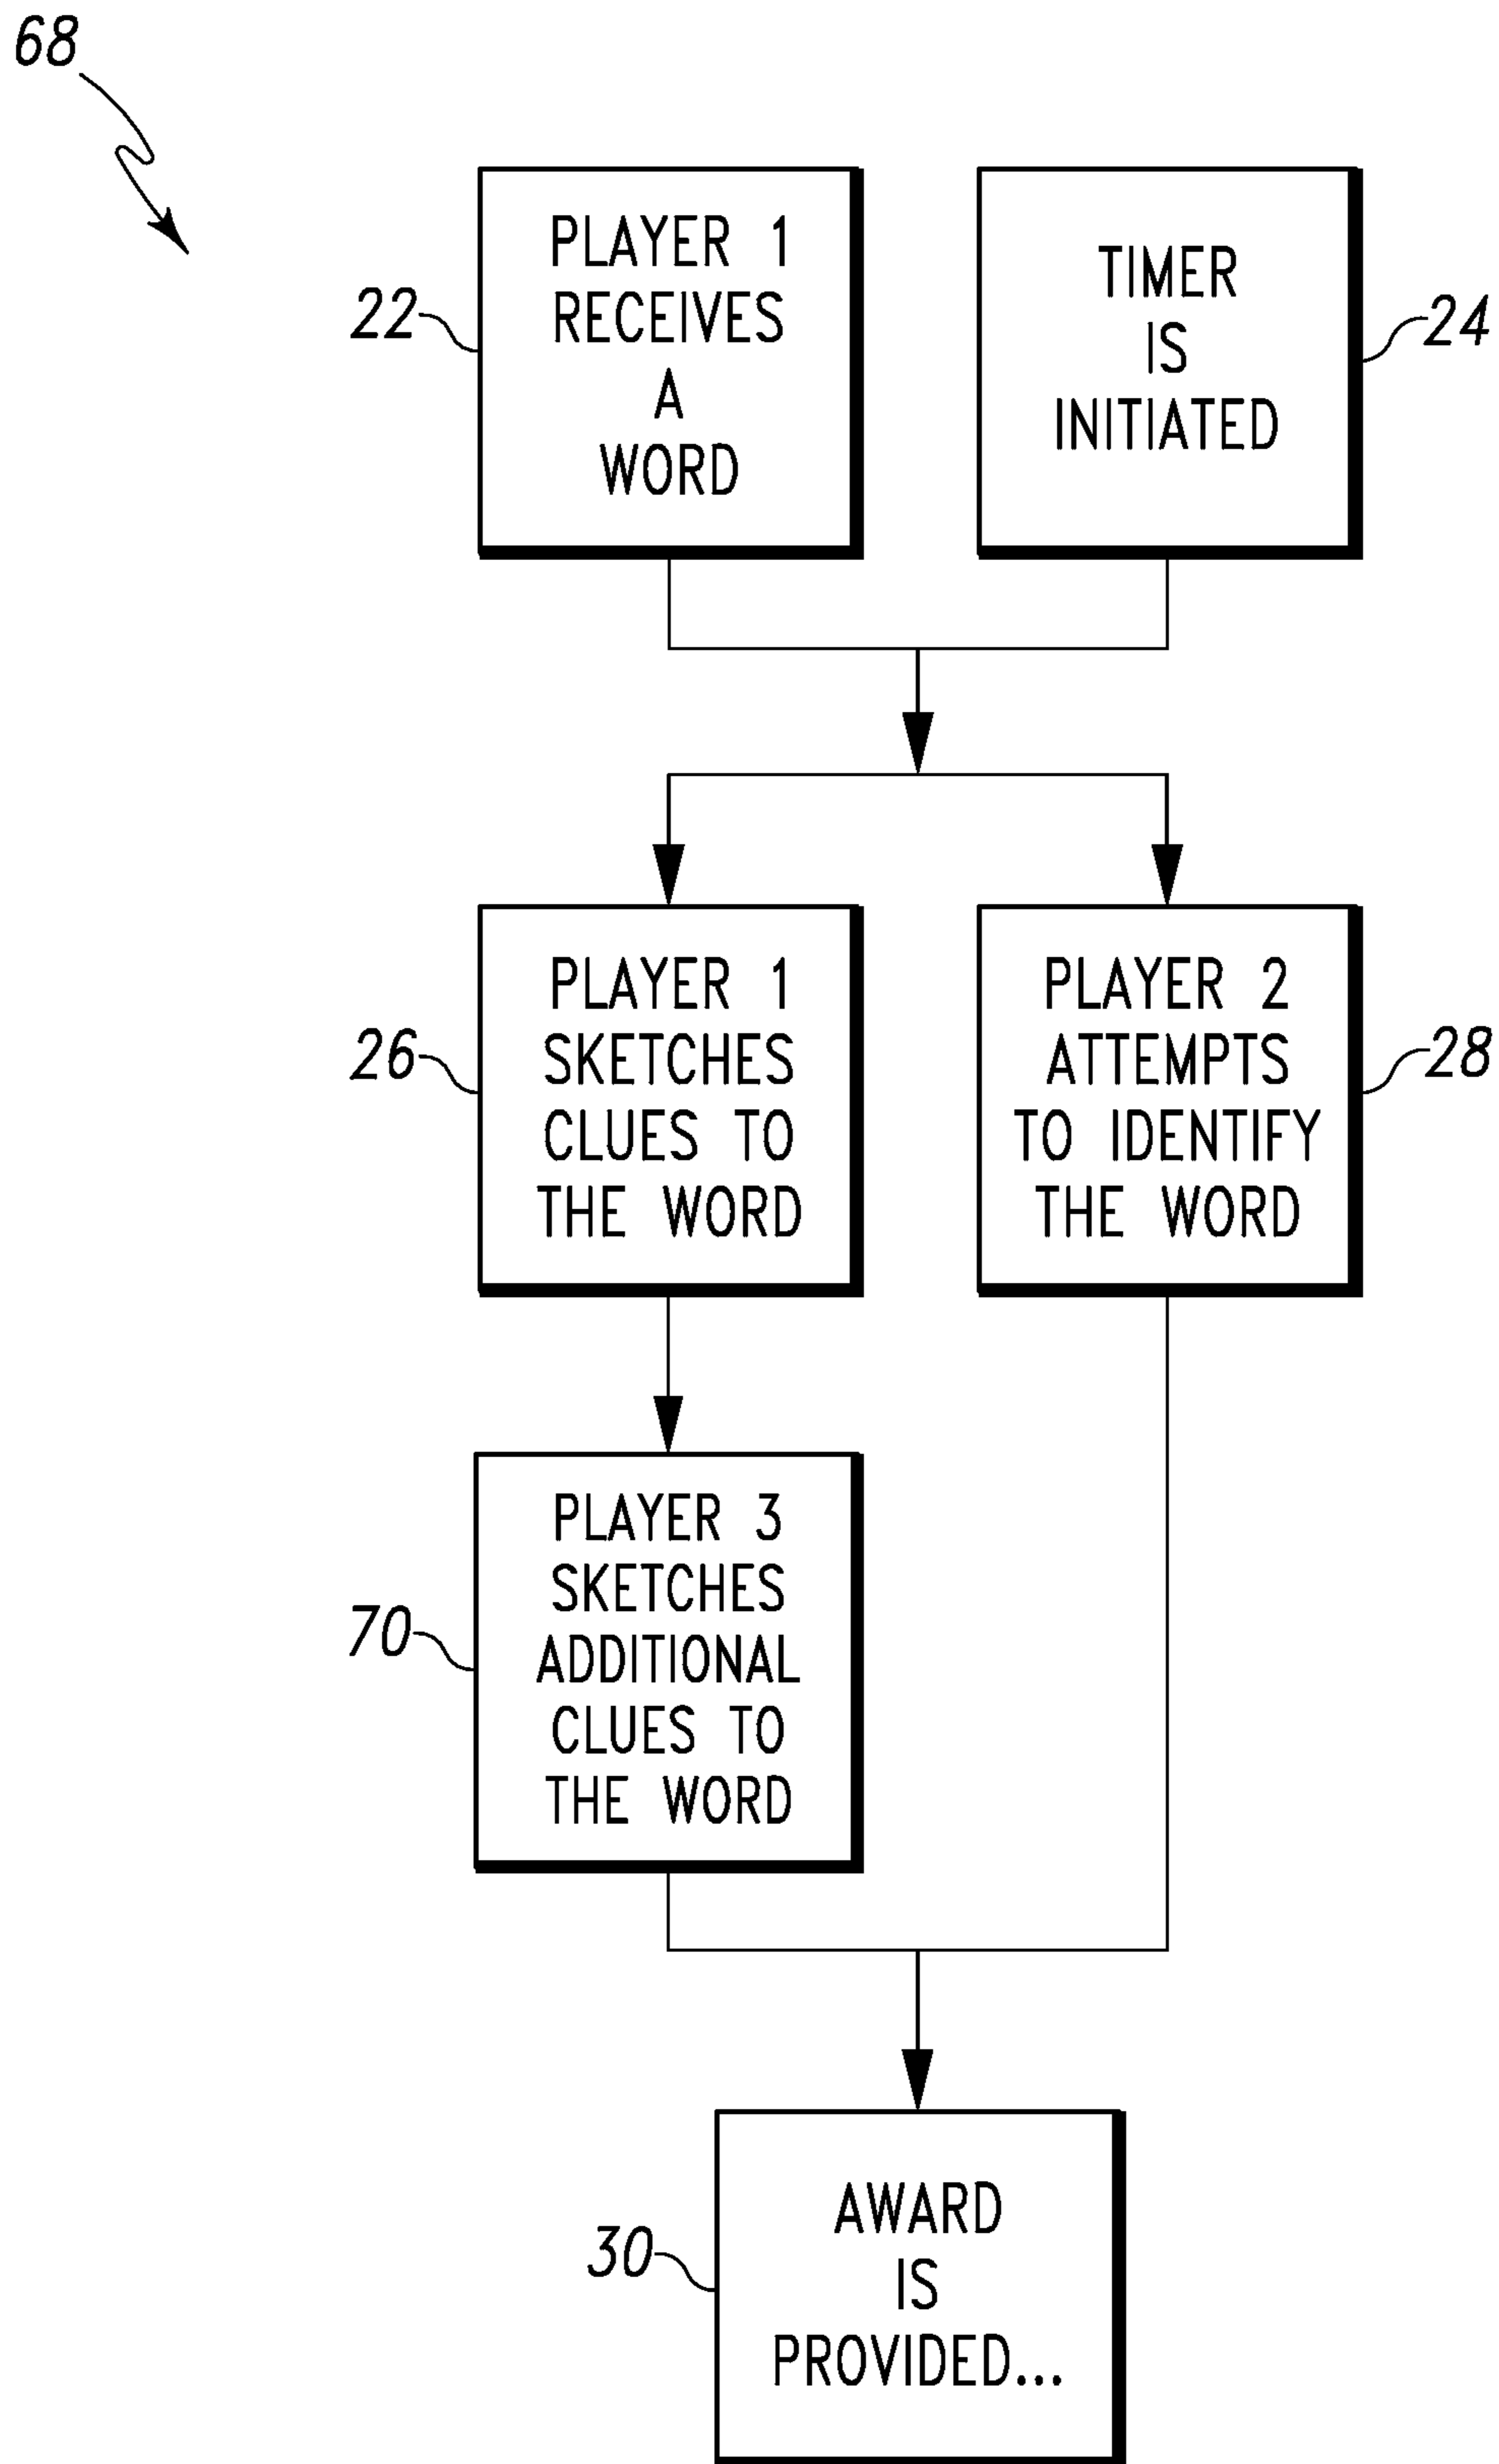 68
22
PLAYER 1
RECEIVES
A
WORD
TIMER
IS
INITIATED
24
26
PLAYER 1
SKETCHES
CLUES TO
THE WORD
PLAYER 2
ATTEMPTS
TO IDENTIFY
THE WORD
28
70
PLAYER 3
SKETCHES
ADDITIONAL
CLUES TO
THE WORD
30
AWARD
IS
PROVIDED...